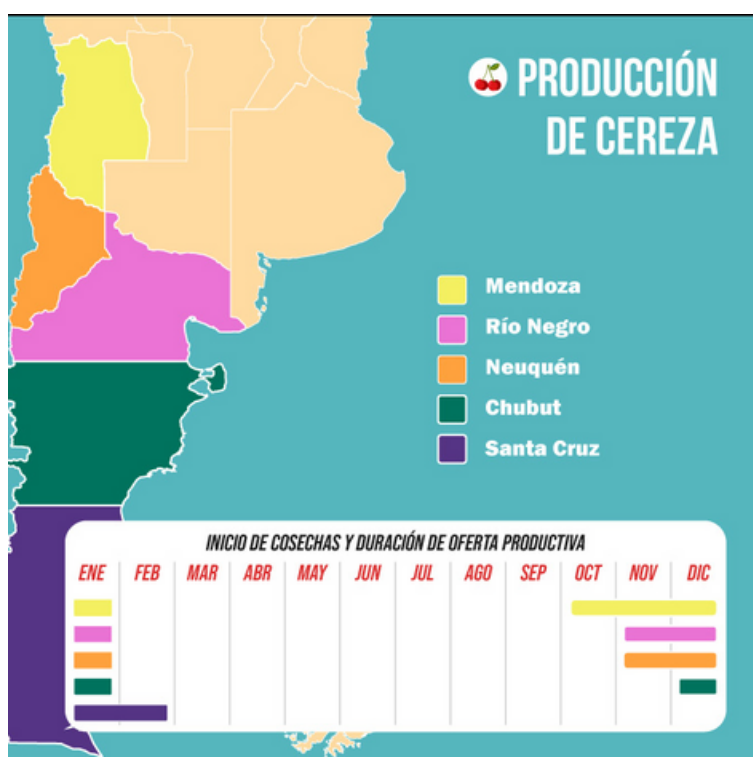 PRODUCCIÓN
DE CEREZA
Mendoza
Río Negro
Neuquén
Chubut
Santa Cruz
INICIO DE COSECHAS Y DURACIÓN DE OFERTA PRODUCTIVA
ENE FEB MAR ABR MAY JUN JUL AGO SEP OCT NOV DIC